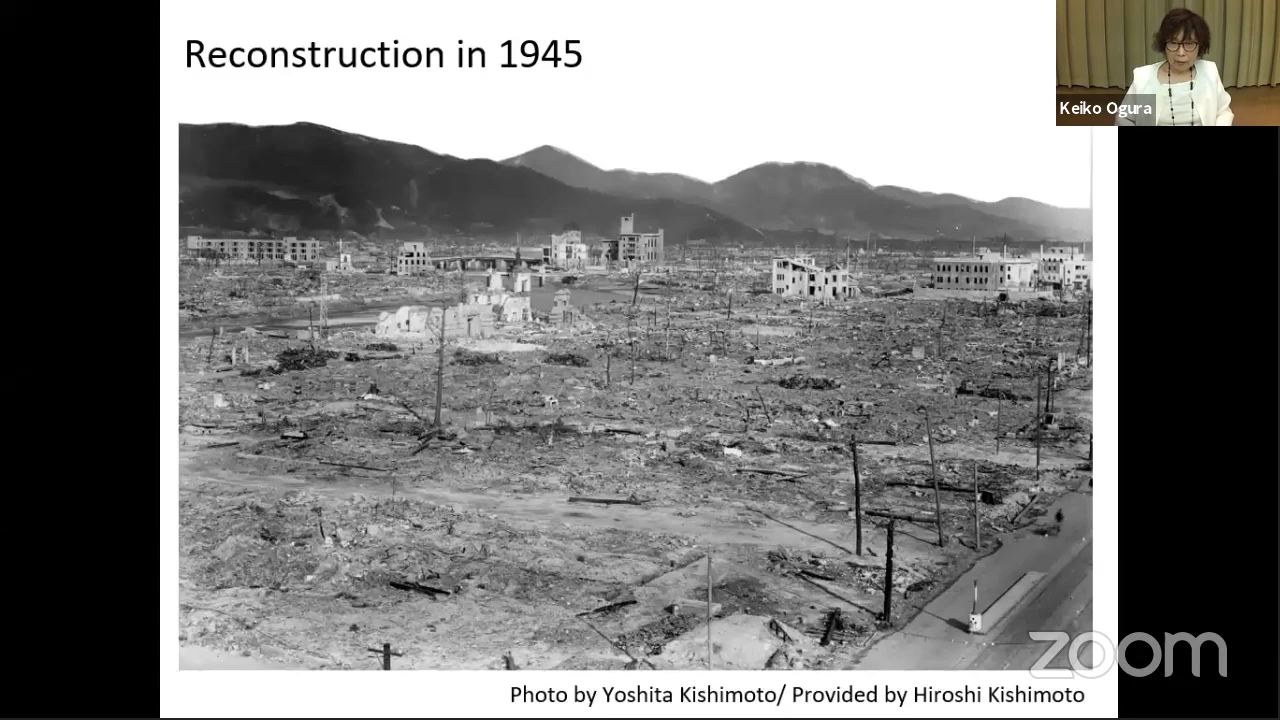 Reconstruction in 1945
Keiko Ogura
zoom
Photo by Yoshita Kishimoto/ Provided by Hiroshi Kishimoto